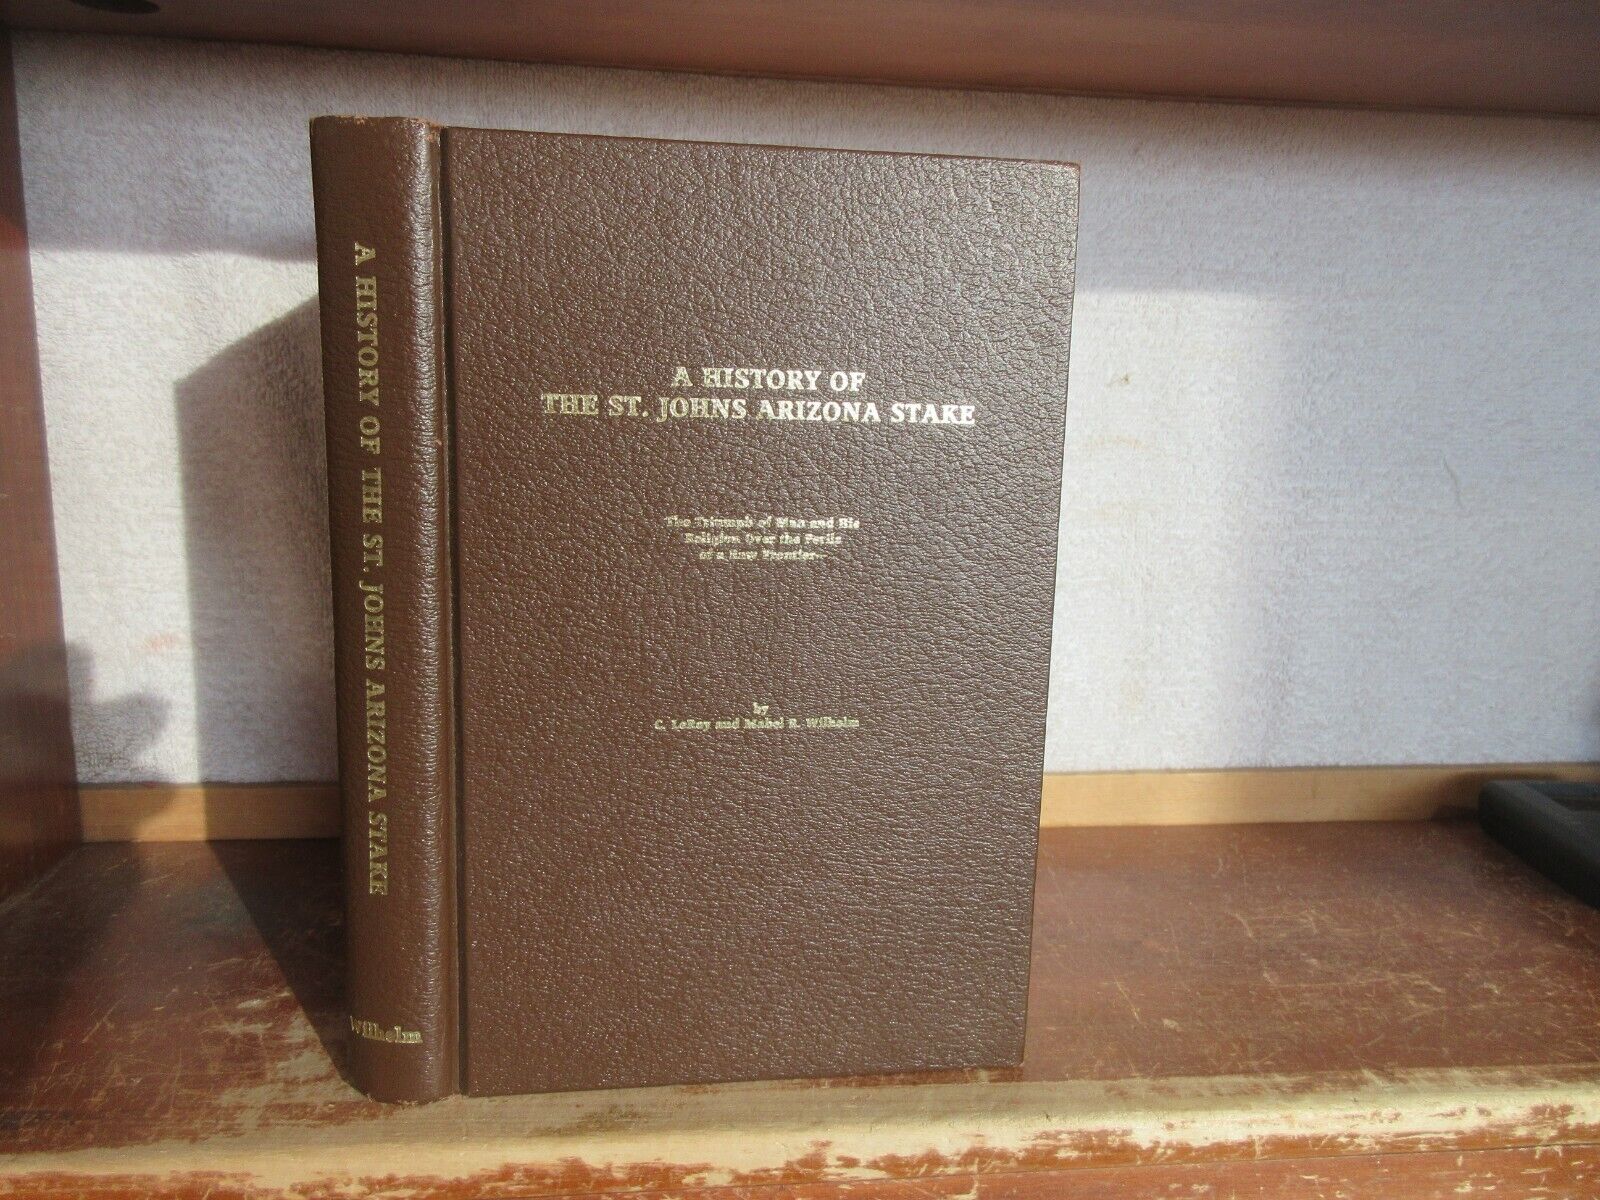 A HISTORY OF THE ST. JOHNS ARIZONA STAKE
Wilhelm
A HISTORY OF
THE ST. JOHNS ARIZONA STAKE
The Triumph of Man and His
Religion Over the Perils
of a Raw Frontier—
by
C. LeRoy and Mabel R. Wilhelm